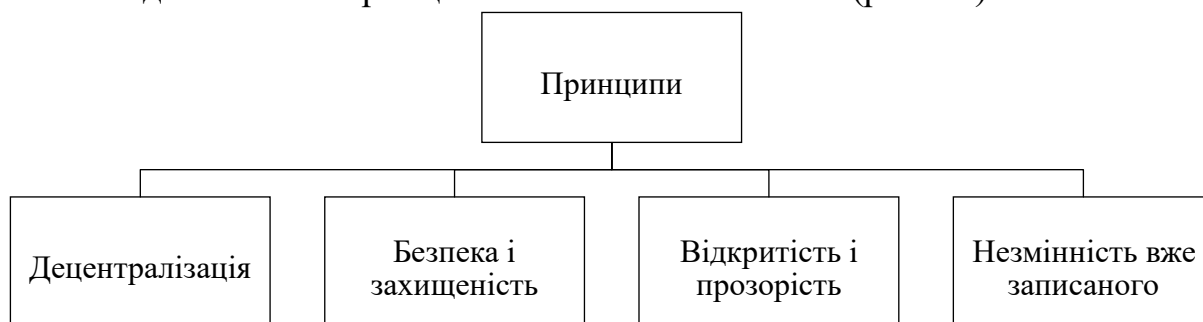 Принципи
Децентралізація
Безпека і
захищеність
Відкритість і
прозорість
Незмінність вже
записаного